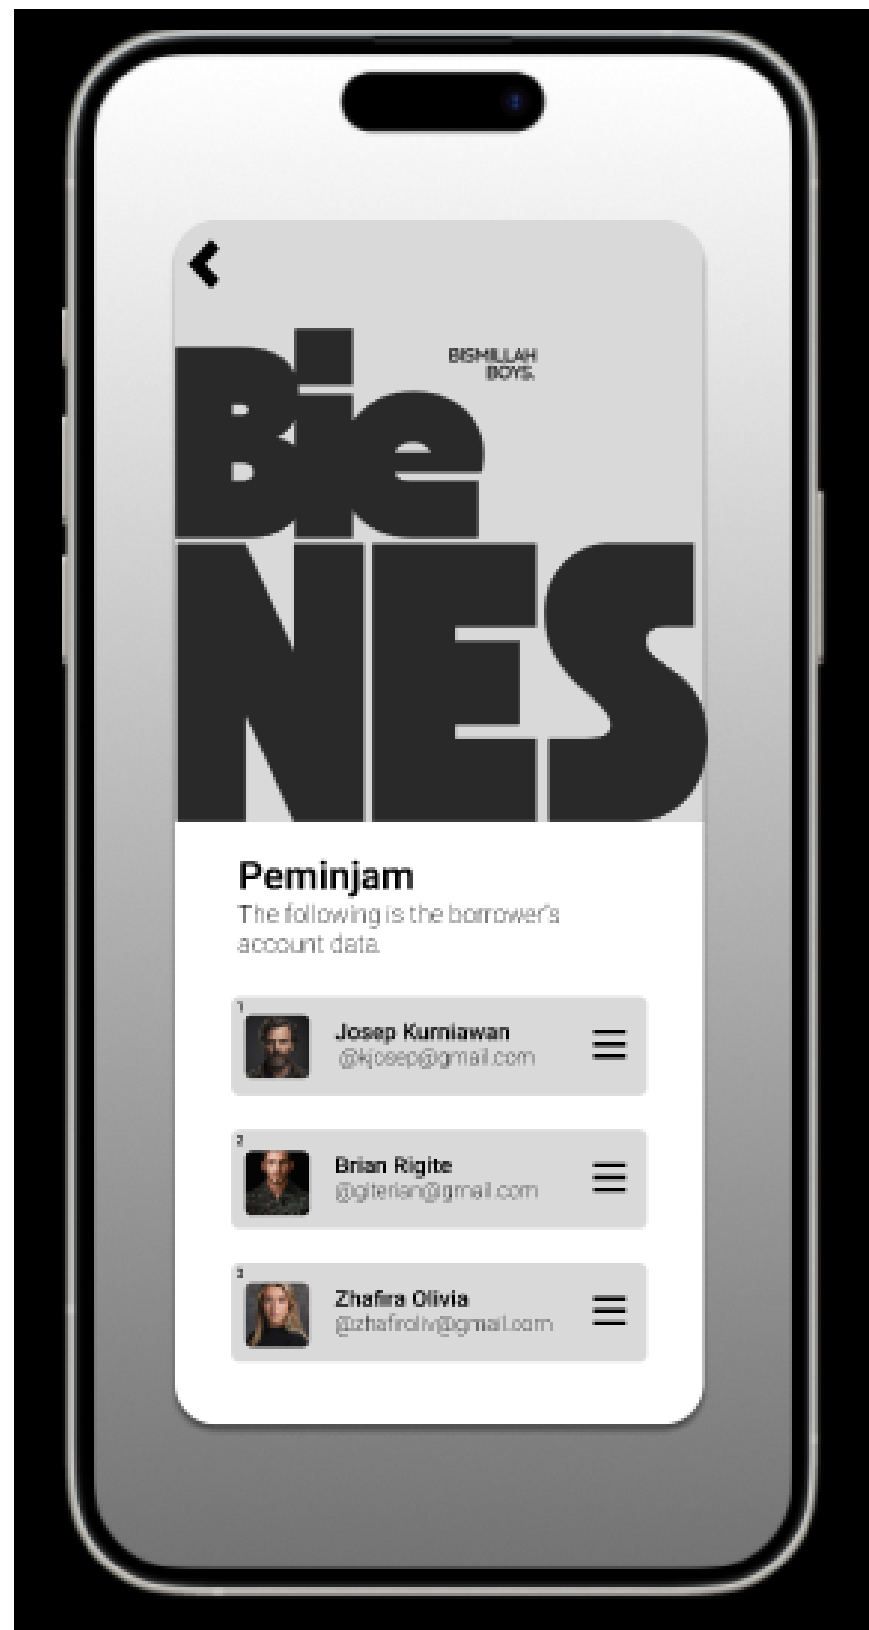 BISMILLAH
BOYS.
Bie
NES
Peminjam
The following is the borrower's
account data.
1
Josep Kurniawan
@kjosep@gmail.com
2
Brian Rigite
@giterian@gmail.com
3
Zhafira Olivia
@zhafiroliv@gmail.com